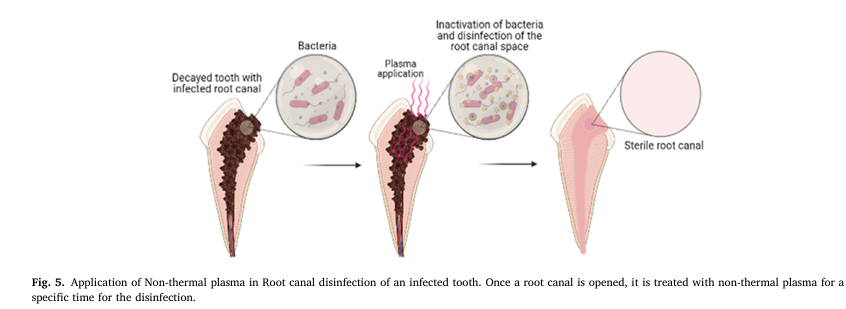 Decayed tooth with
infected root canal
Bacteria
Plasma
application
Inactivation of bacteria
and disinfection of the
root canal space
Sterile root canal
Fig. 5. Application of Non-thermal plasma in Root canal disinfection of an infected tooth. Once a root canal is opened, it is treated with non-thermal plasma for a
specific time for the disinfection.